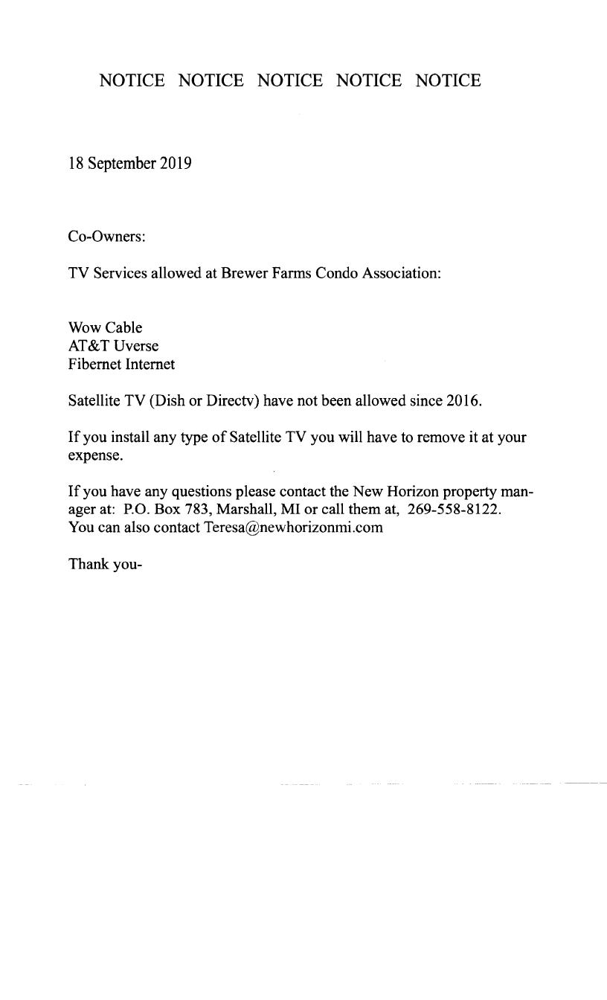 NOTICE NOTICE NOTICE NOTICE NOTICE
18 September 2019
Co-Owners:
TV Services allowed at Brewer Farms Condo Association:
Wow Cable
AT&T Uverse
Fibernet Internet
Satellite TV (Dish or Directv) have not been allowed since 2016.
If you install any type of Satellite TV you will have to remove it at your
expense.
If you have any questions please contact the New Horizon property man-
ager at:  P.O. Box 783, Marshall, MI or call them at,  269-558-8122.
You can also contact Teresa@newhorizonmi.com
Thank you-